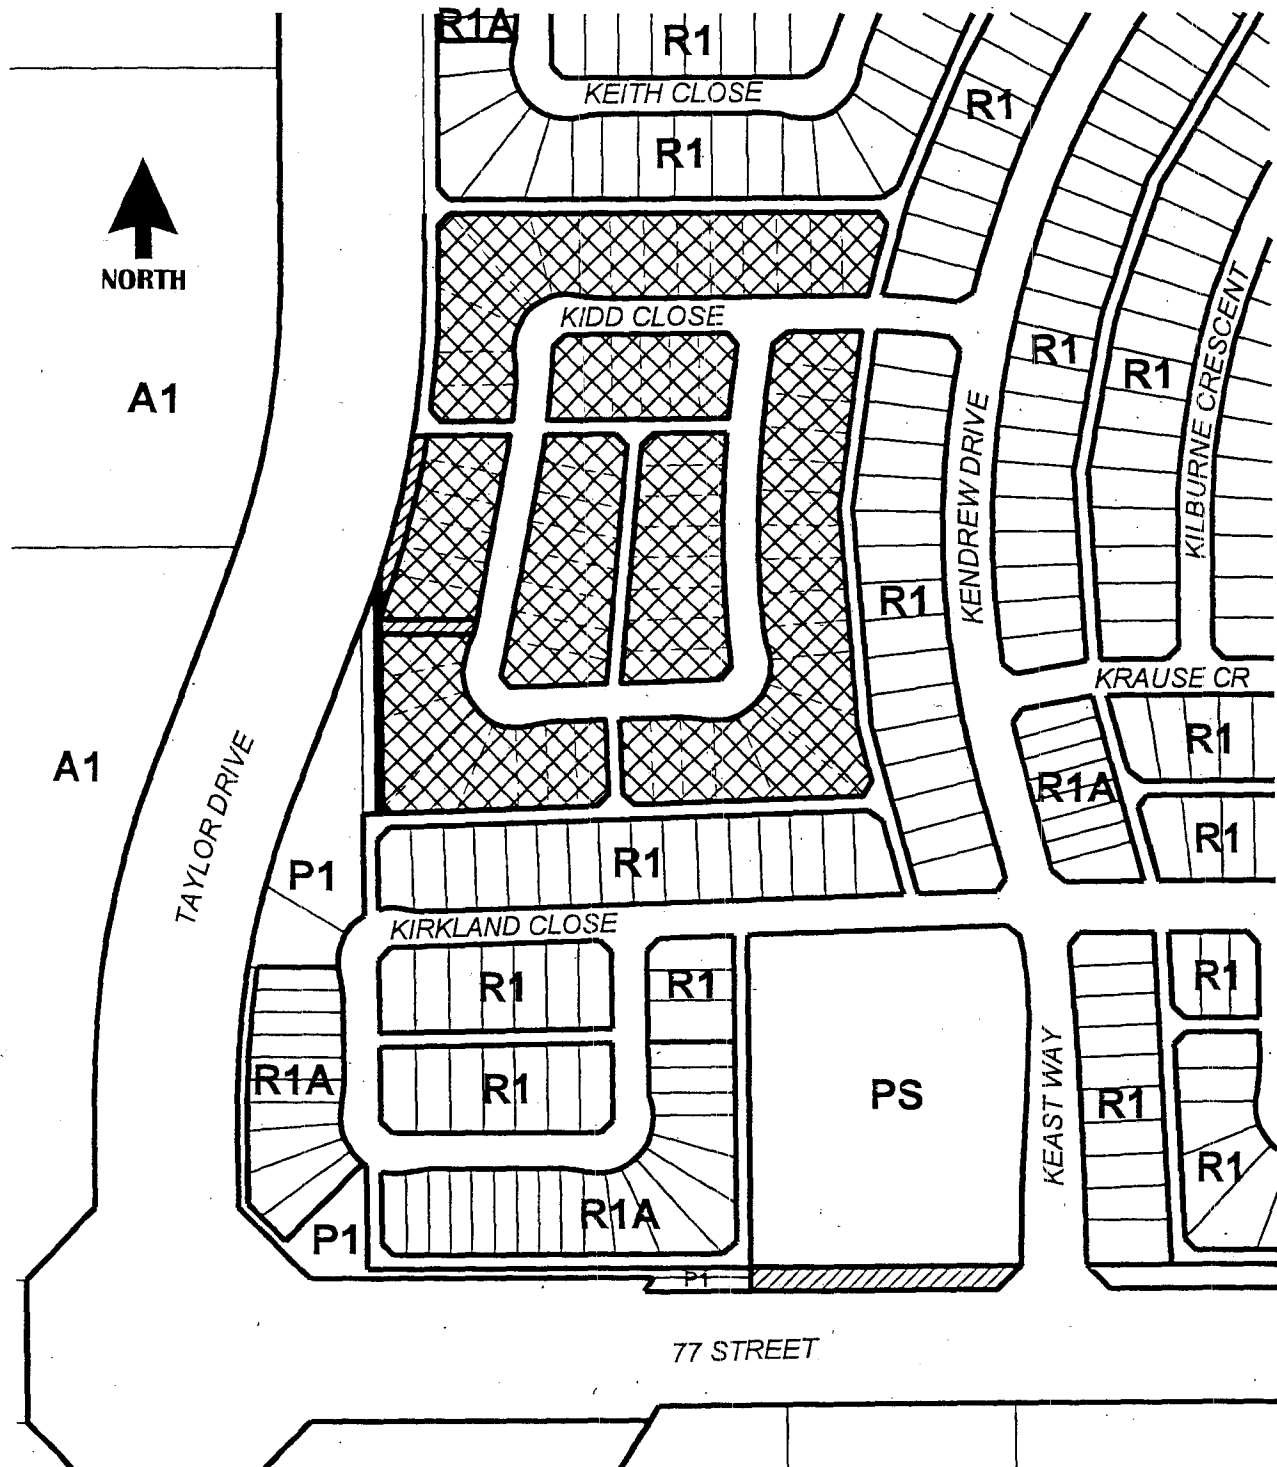 R1A
R1
KEITH CLOSE
R1
R1
NORTH
KIDD CLOSE
A1
R1
R1
KENDREW DRIVE
KILBURNE CRESCENT
R1
KRAUSE CR
R1
R1A
R1
A1
TAYLOR DRIVE
P1
R1
KIRKLAND CLOSE
R1
R1
R1
R1A
R1
PS
KEAST WAY
R1
R1
R1A
P1
P1
77 STREET